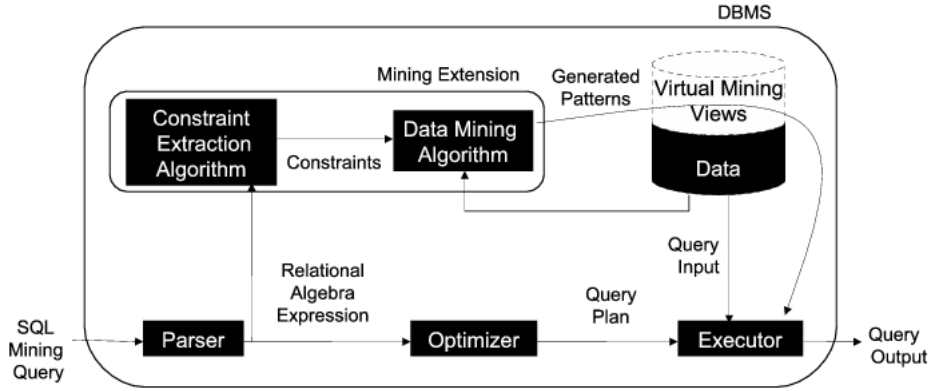 DBMS
Mining Extension
Generated
Patterns
Virtual Mining
Views
Constraint
Extraction
Algorithm
Constraints
Data Mining
Algorithm
Data
Query
Input
Relational
Algebra
Expression
Query
Plan
SQL
Mining
Query
Parser
Optimizer
Executor
Query
Output